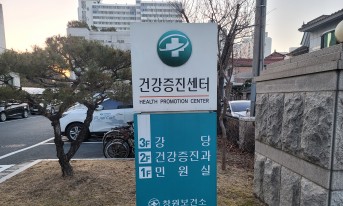 건강증진센터
HEALTH PROMOTION CENTER
3F 강 당
2F 건강증진과
1F 민 원 실
창원보건소